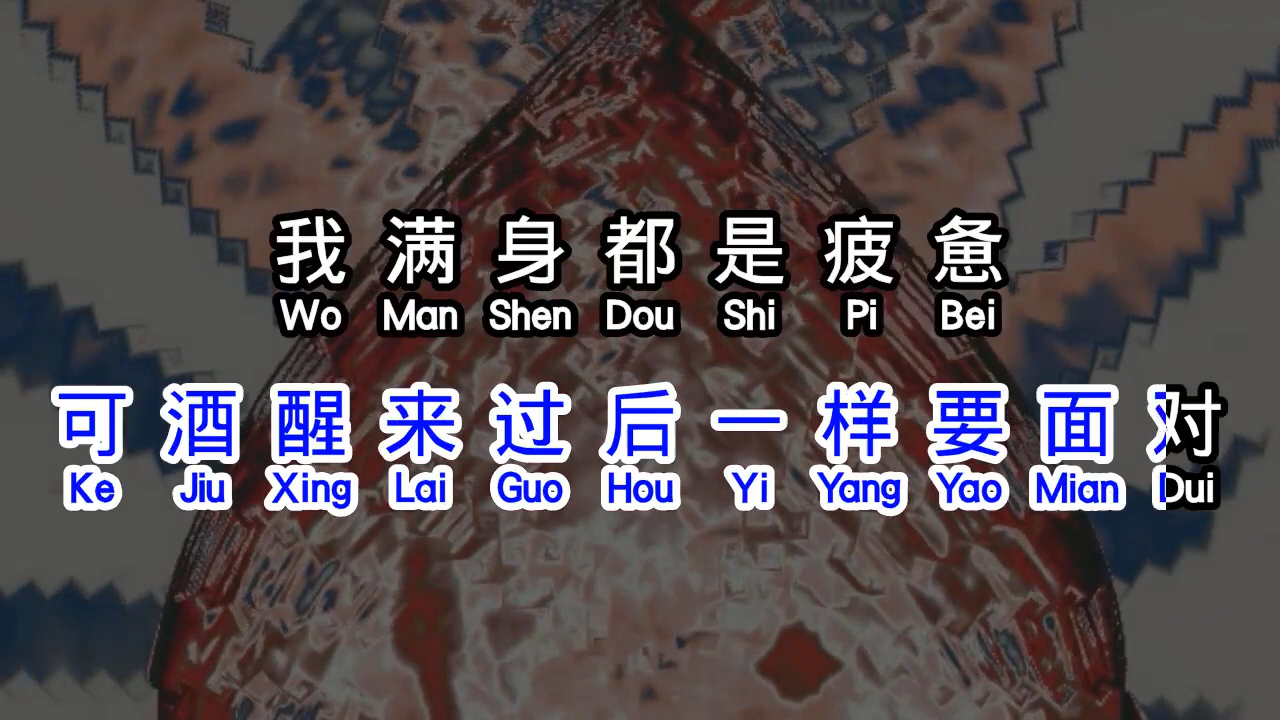 我 满 身 都 是 疲 惫
Wo Man Shen Dou Shi Pi Bei
可 酒 醒 来 过 后 一 样 要 面 对
Ke Jiu Xing Lai Guo Hou Yi Yang Yao Mian Dui